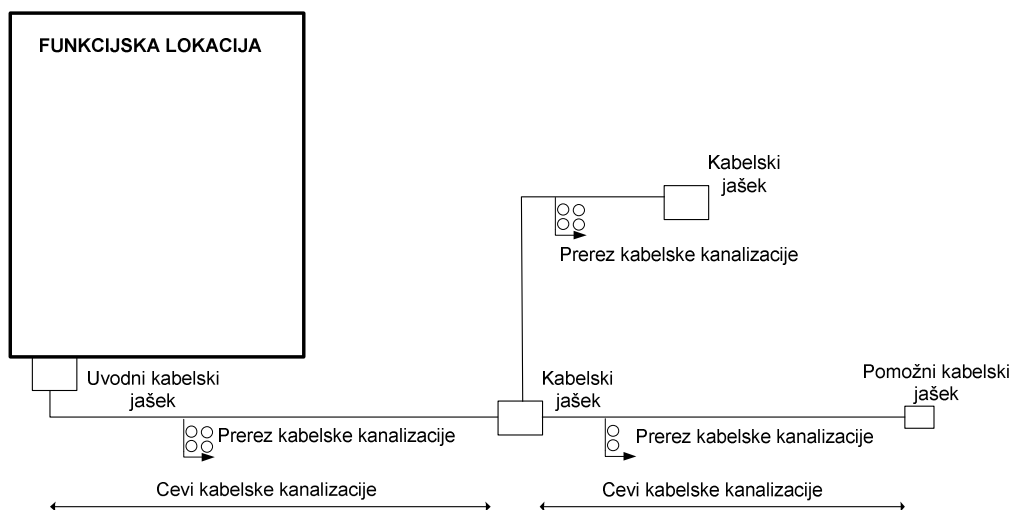 FUNKCIJSKA LOKACIJA
Kabelski
jašek
Prerez kabelske kanalizacije
Uvodni kabelski
jašek
Kabelski
jašek
Pomožni kabelski
jašek
Prerez kabelske kanalizacije
Prerez kabelske kanalizacije
Cevi kabelske kanalizacije
Cevi kabelske kanalizacije